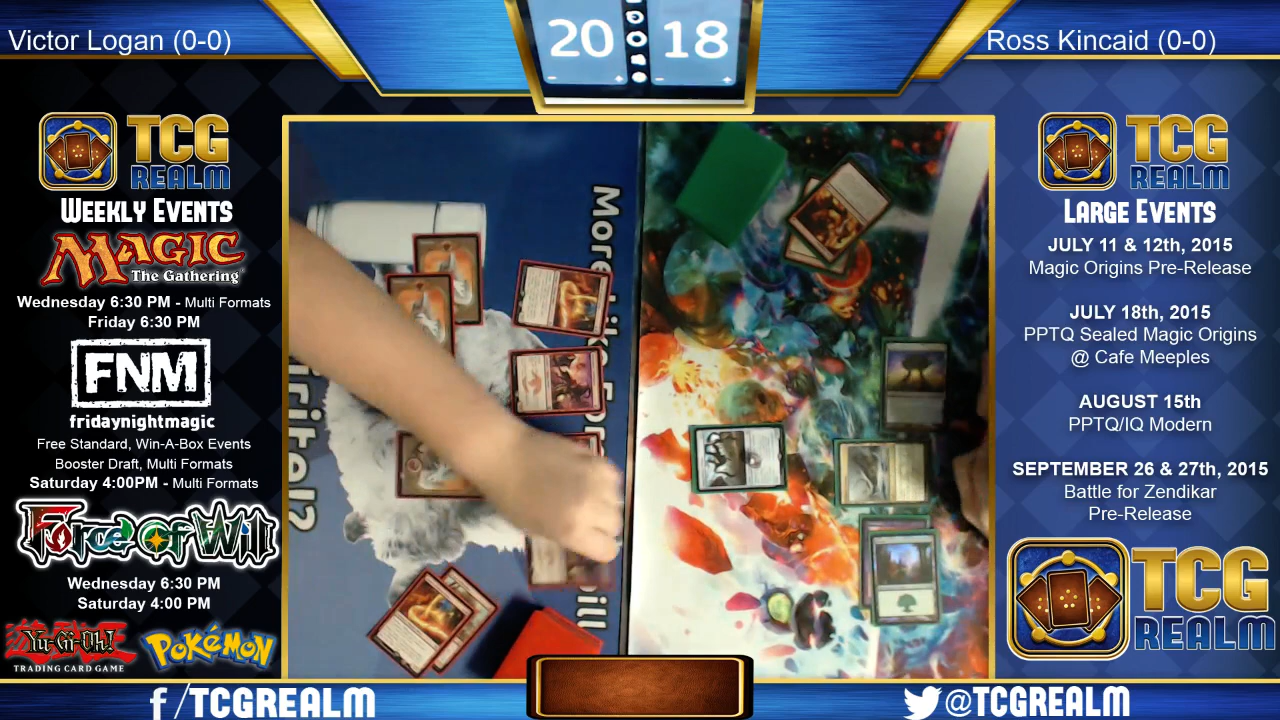 Victor Logan (0-0)
20 18
Ross Kincaid (0-0)
TCG
REALM
WEEKLY EVENTS
MAGIC
The Gathering
Wednesday 6:30 PM - Multi Formats
Friday 6:30 PM
FNM
fridaynightmagic
Free Standard, Win-A-Box Events
Booster Draft, Multi Formats
Saturday 4:00PM - Multi Formats
Force of Will
Wednesday 6:30 PM
Saturday 4:00 PM
Yu-Gi-Oh!
TRADING CARD GAME
Pokémon
More
TCG
REALM
LARGE EVENTS
JULY 11 & 12th, 2015
Magic Origins Pre-Release
JULY 18th, 2015
PPTQ Sealed Magic Origins
@ Cafe Meeples
AUGUST 15th
PPTQ/IQ Modern
SEPTEMBER 26 & 27th, 2015
Battle for Zendikar
Pre-Release
TCG
REALM
f /TCGREALM
@TCGREALM